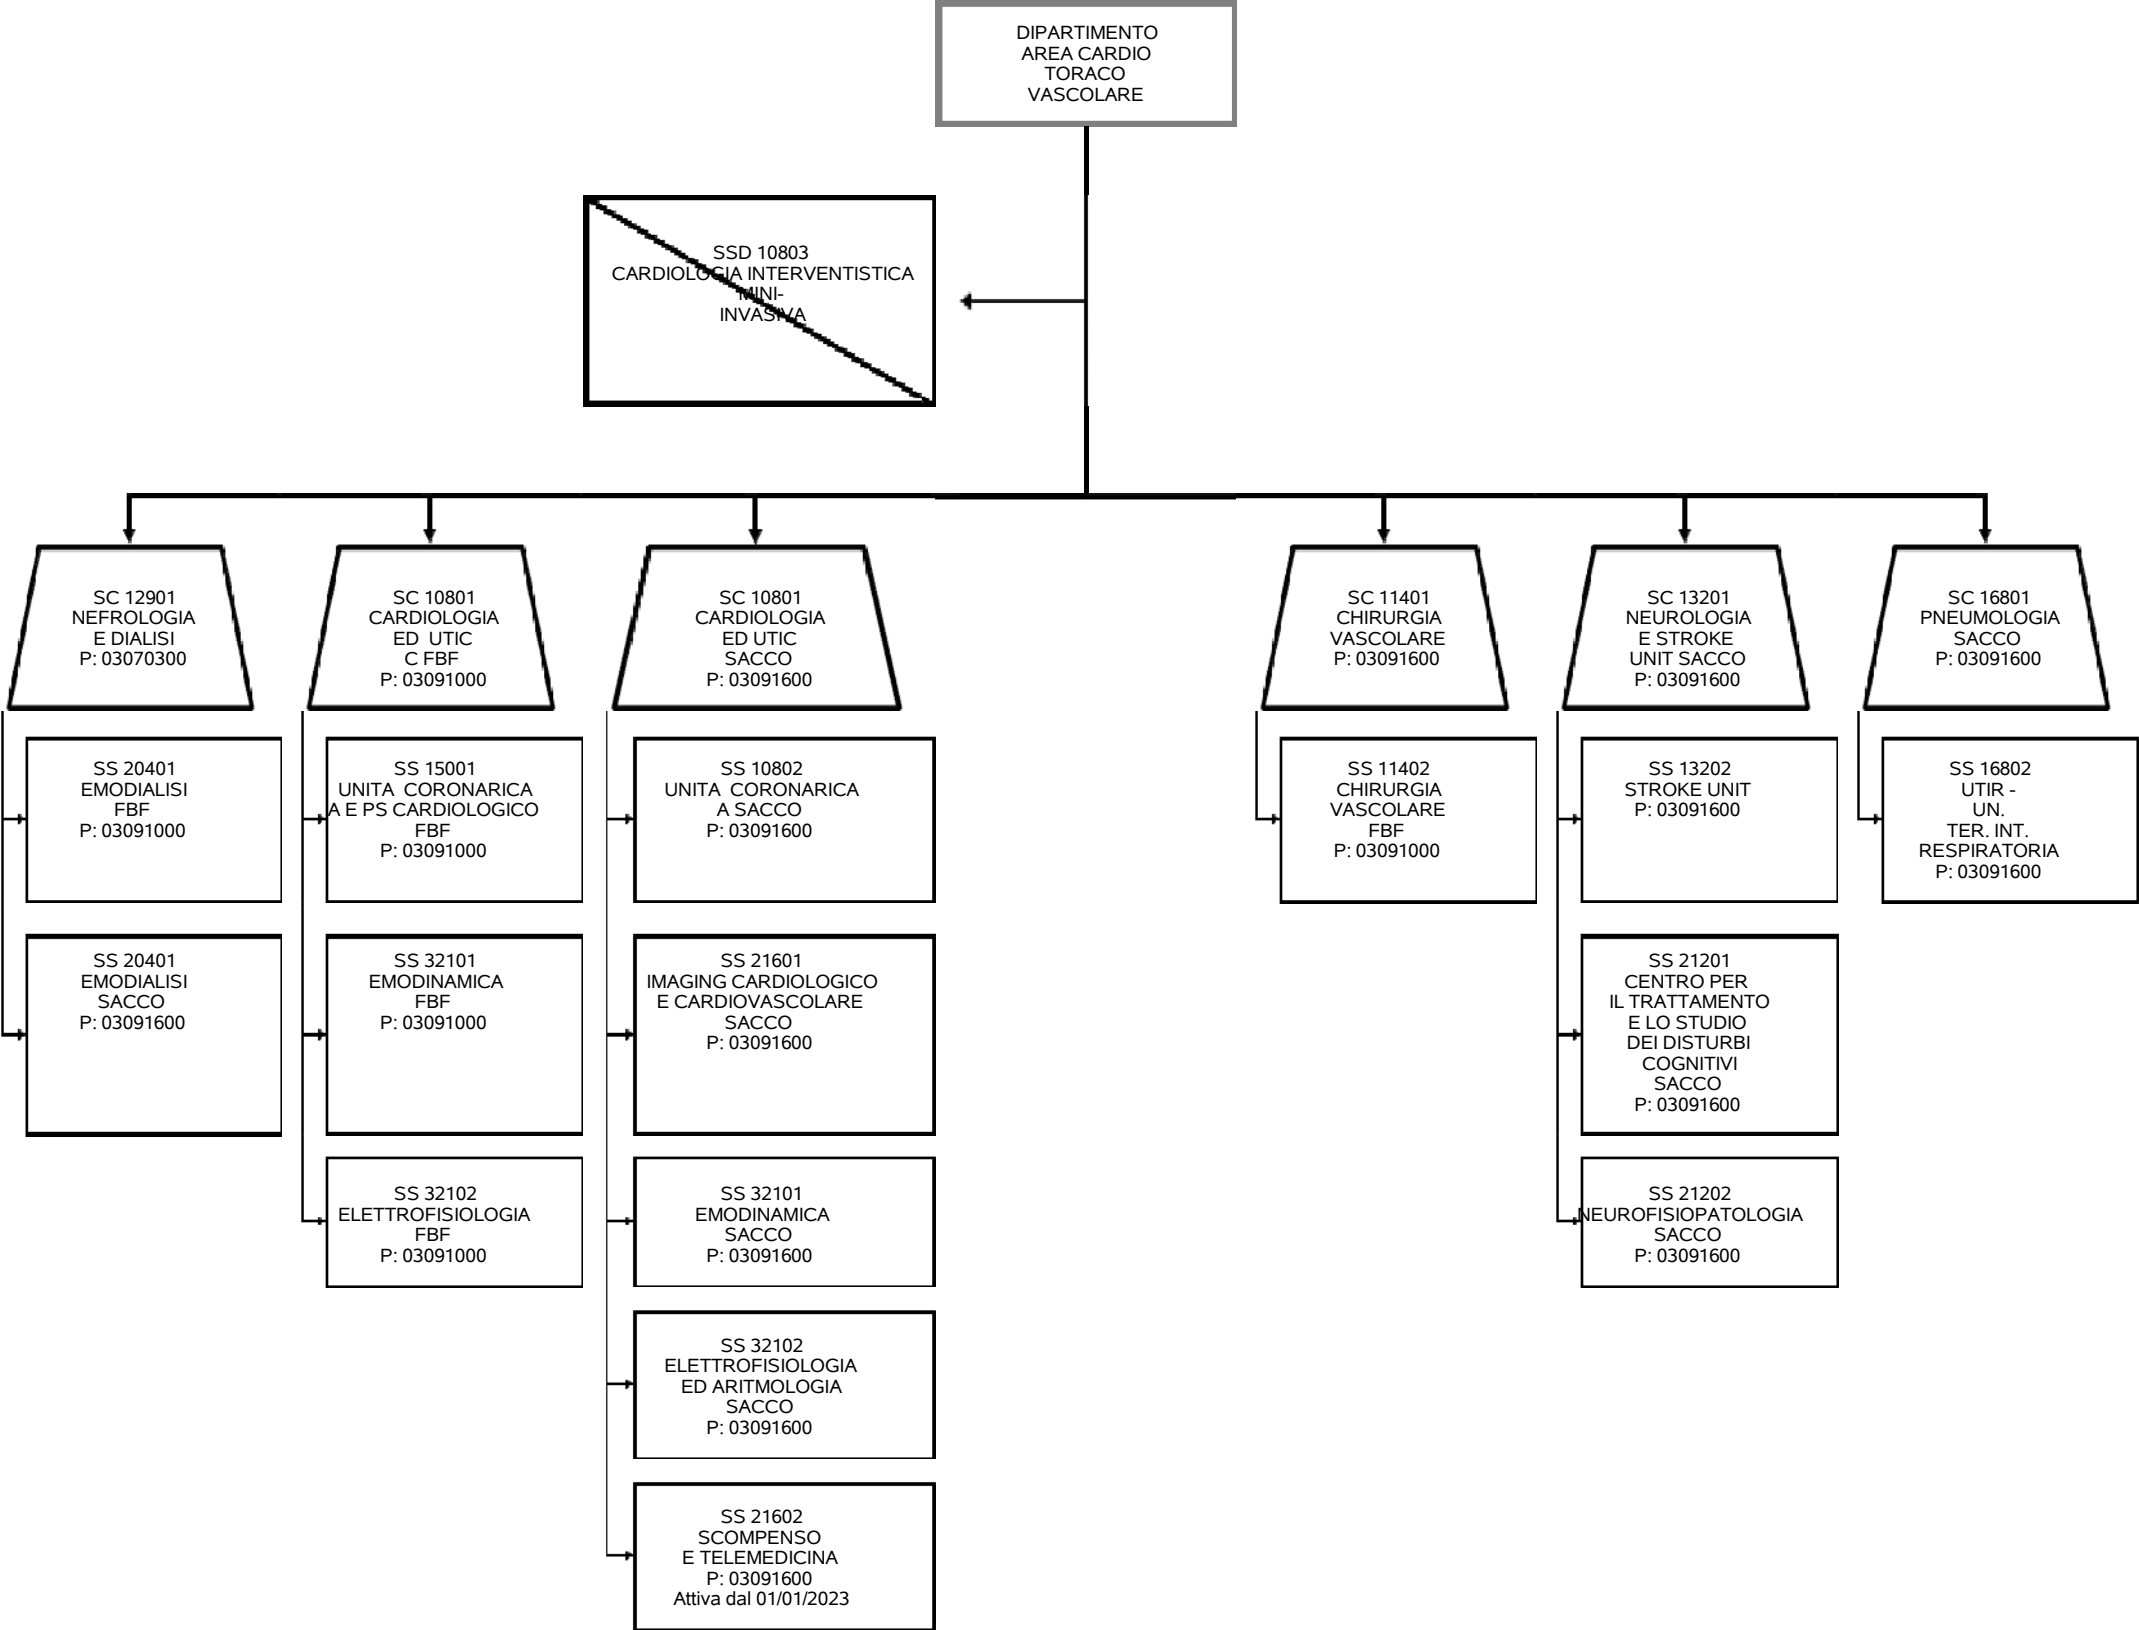 DIPARTIMENTO
AREA CARDIO
TORACO
VASCOLARE
SSD 10803
CARDIOLOGIA INTERVENTISTICA
MINI-
INVASIVA
SC 12901
NEFROLOGIA
E DIALISI
P: 03070300
SC 10801
CARDIOLOGIA
ED UTIC
C FBF
P: 03091000
SC 10801
CARDIOLOGIA
ED UTIC
SACCO
P: 03091600
SC 11401
CHIRURGIA
VASCOLARE
P: 03091600
SC 13201
NEUROLOGIA
E STROKE
UNIT SACCO
P: 03091600
SC 16801
PNEUMOLOGIA
SACCO
P: 03091600
SS 20401
EMODIALISI
FBF
P: 03091000
SS 15001
UNITA CORONARICA
A E PS CARDIOLOGICO
FBF
P: 03091000
SS 10802
UNITA CORONARICA
A SACCO
P: 03091600
SS 11402
CHIRURGIA
VASCOLARE
FBF
P: 03091000
SS 13202
STROKE UNIT
P: 03091600
SS 16802
UTIR -
UN.
TER. INT.
RESPIRATORIA
P: 03091600
SS 20401
EMODIALISI
SACCO
P: 03091600
SS 32101
EMODINAMICA
FBF
P: 03091000
SS 21601
IMAGING CARDIOLOGICO
E CARDIOVASCOLARE
SACCO
P: 03091600
SS 21201
CENTRO PER
IL TRATTAMENTO
E LO STUDIO
DEI DISTURBI
COGNITIVI
SACCO
P: 03091600
SS 32102
ELETTROFISIOLOGIA
FBF
P: 03091000
SS 32101
EMODINAMICA
SACCO
P: 03091600
SS 21202
NEUROFISIOPATOLOGIA
SACCO
P: 03091600
SS 32102
ELETTROFISIOLOGIA
ED ARITMOLOGIA
SACCO
P: 03091600
SS 21602
SCOMPENSO
E TELEMEDICINA
P: 03091600
Attiva dal 01/01/2023